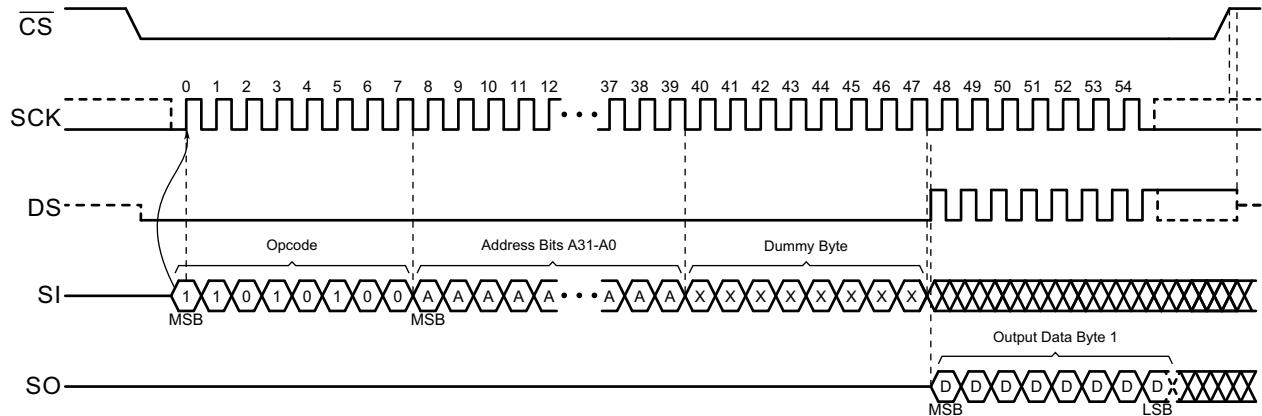 CS
0 1 2 3 4 5 6 7 8 9 10 11 12 37 38 39 40 41 42 43 44 45 46 47 48 49 50 51 52 53 54
SCK
DS
Opcode Address Bits A31-A0 Dummy Byte
SI 1 1 0 1 0 1 0 0 A A A A A A A A X X X X X X X X
MSB MSB
Output Data Byte 1
SO D D D D D D D D
MSB LSB